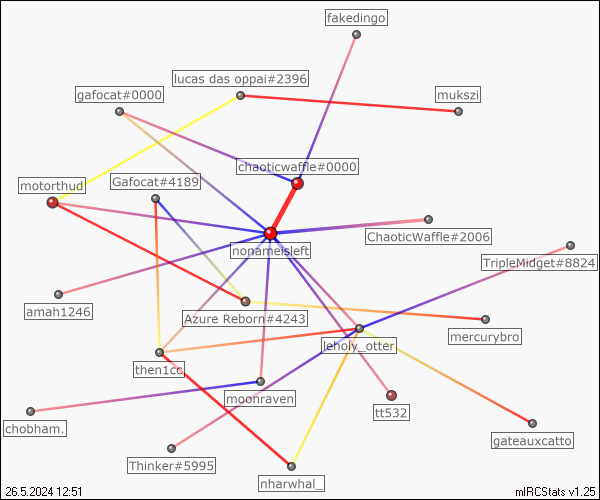 fakedingo
lucas das oppai#2396
gafocat#0000
mukszi
chaoticwaffle#0000
Gafocat#4189
motorthud
ChaoticWaffle#2006
nonameisleft
TripleMidget#8824
amah1246
Azure Reborn#4243
mercurybro
leholy_otter
then1cc
moonraven
tt532
chobham.
gateauxcatto
Thinker#5995
nharwhal_
26.5.2024 12:51
mIRCStats v1.25